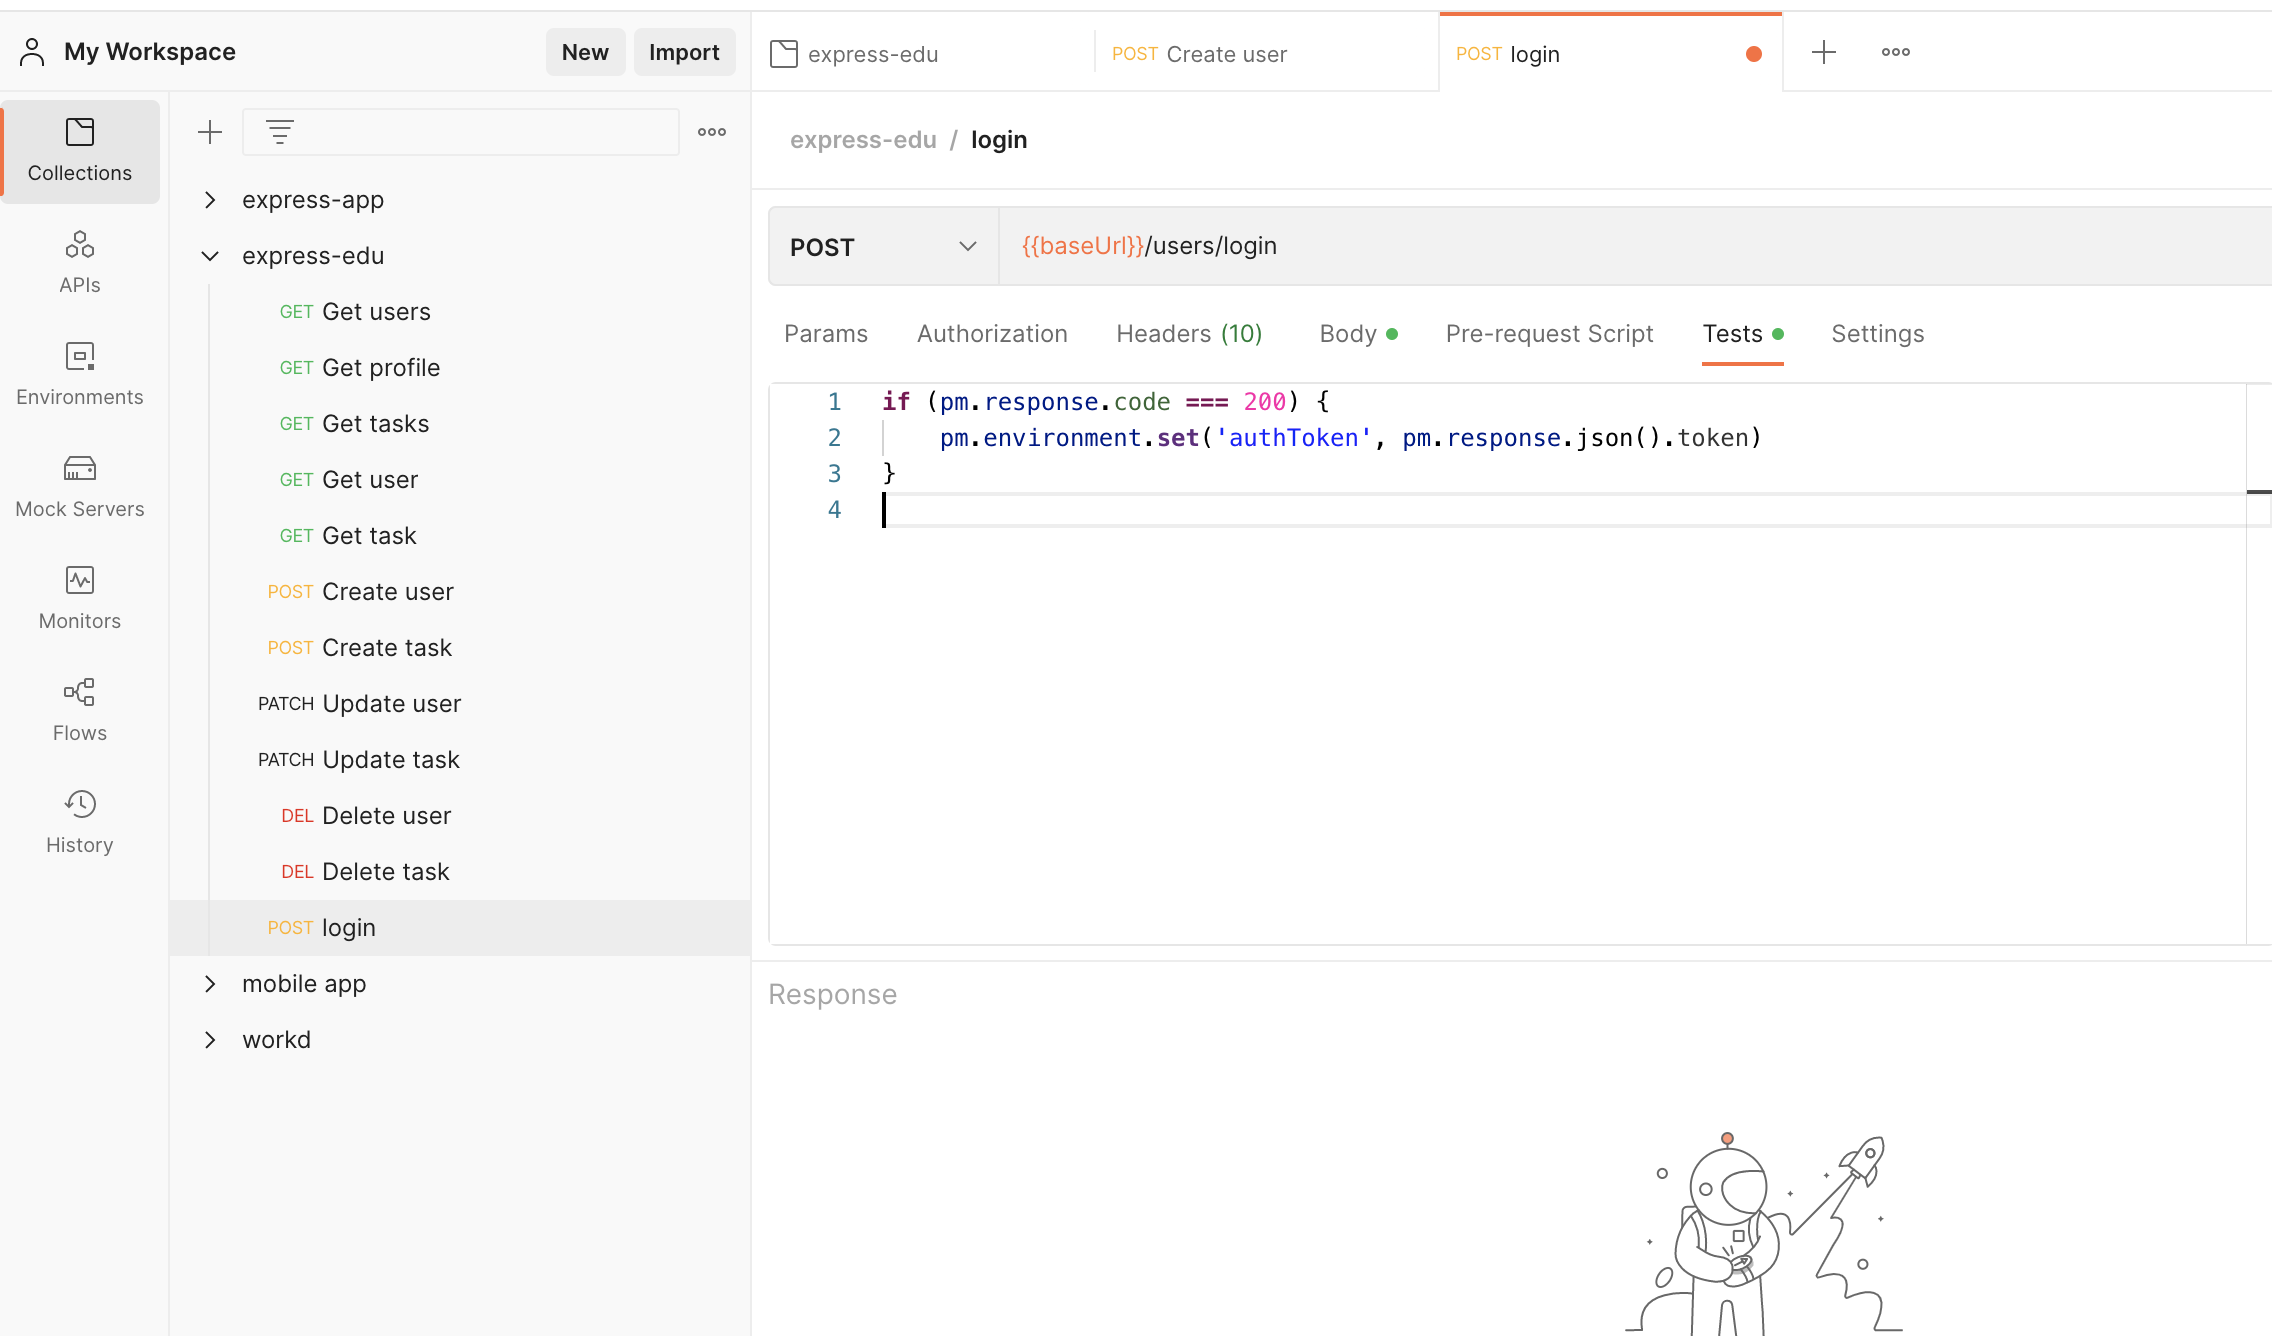 My Workspace
New
Import
express-edu
POST Create user
POST login
Collections
APIs
Environments
Mock Servers
Monitors
Flows
History
express-app
express-edu
GET Get users
GET Get profile
GET Get tasks
GET Get user
GET Get task
POST Create user
POST Create task
PATCH Update user
PATCH Update task
DEL Delete user
DEL Delete task
POST login
mobile app
workd
express-edu / login
POST
{{baseUrl}}/users/login
Params
Authorization
Headers (10)
Body
Pre-request Script
Tests
Settings
1 if (pm.response.code === 200) {
2     pm.environment.set('authToken', pm.response.json().token)
3 }
4
Response